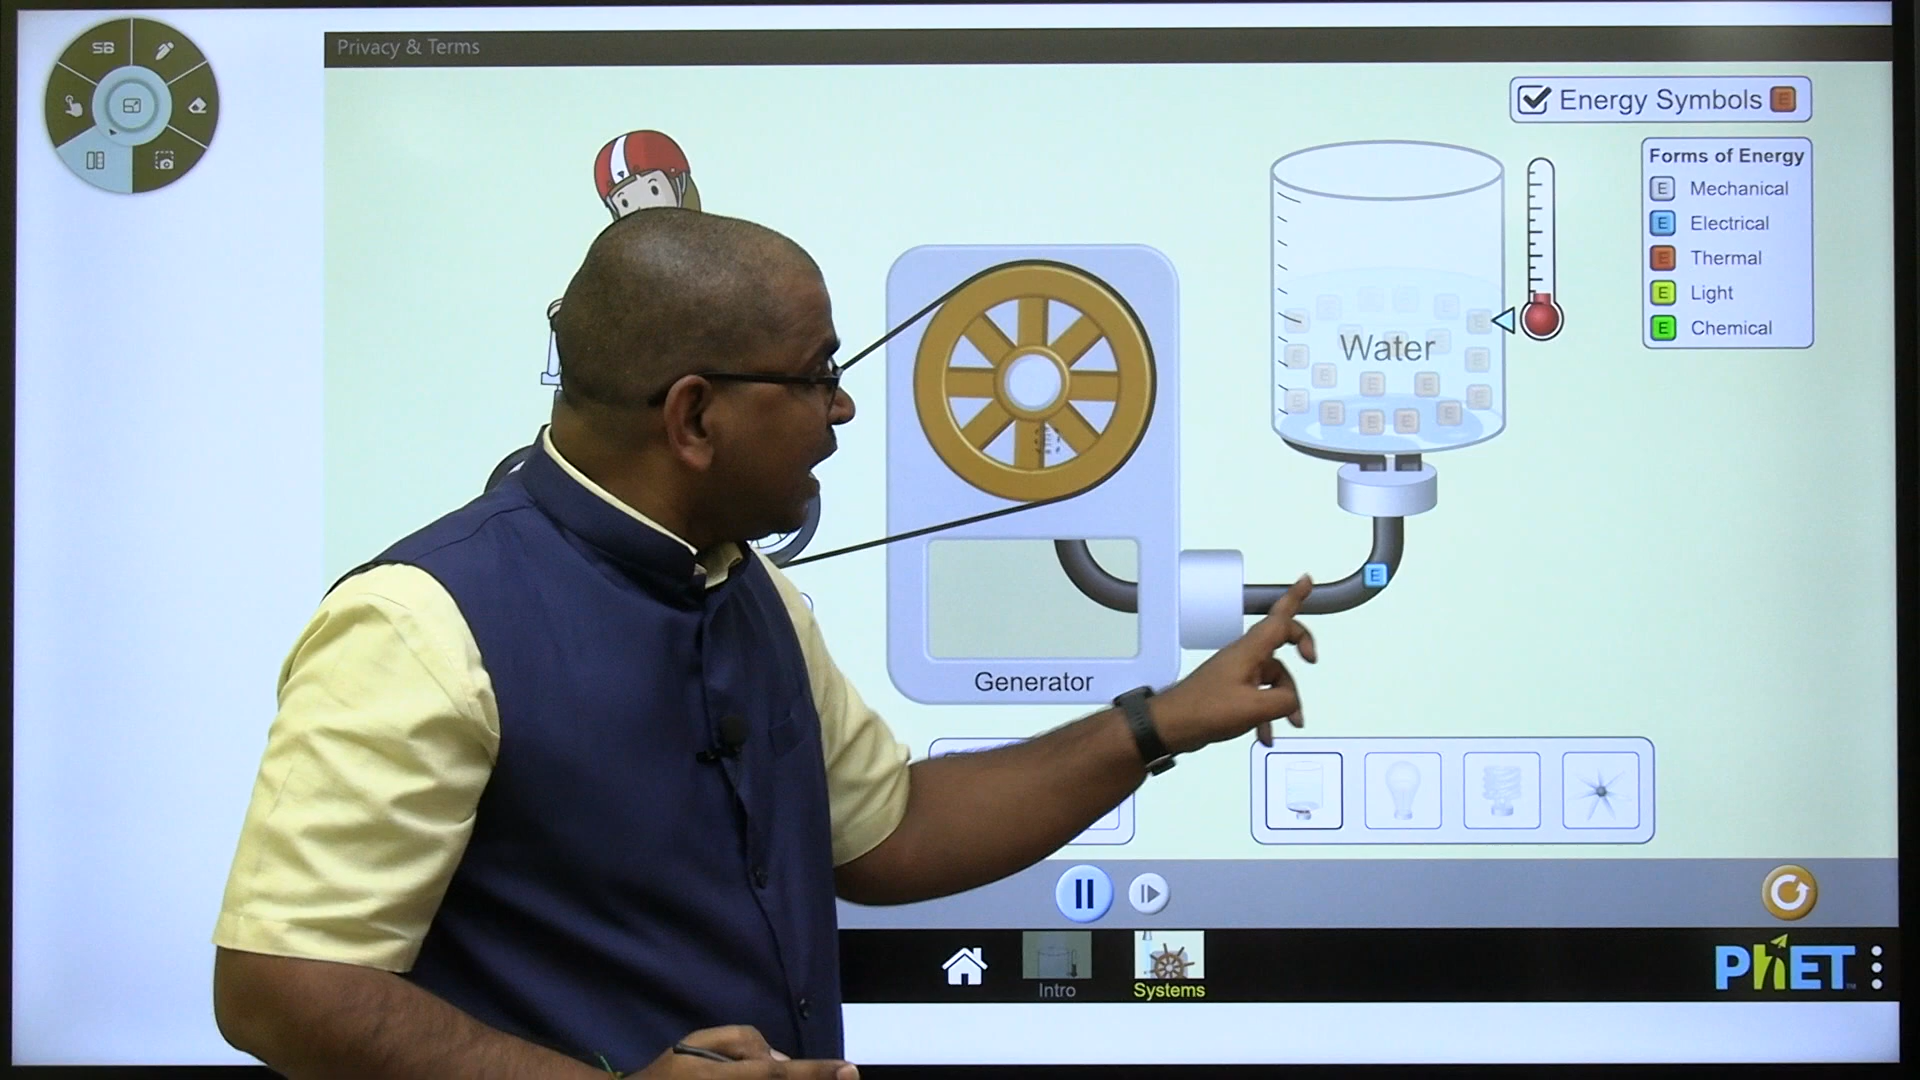 SB
Privacy & Terms
Energy Symbols E
Forms of Energy
E Mechanical
E Electrical
E Thermal
E Light
E Chemical
Water
E
Generator
Intro
Systems
PhET